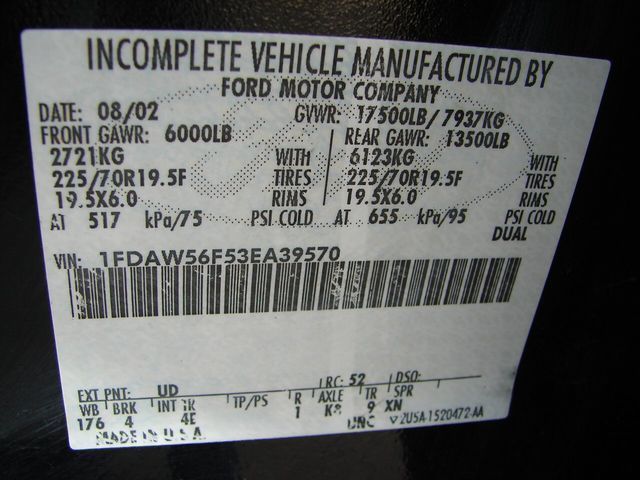 INCOMPLETE VEHICLE MANUFACTURED BY
FORD MOTOR COMPANY
DATE: 08/02 GVWR: 17500LB/ 7937KG
FRONT GAWR: 6000LB REAR GAWR: 13500LB
2721KG WITH 6123KG WITH
225/70R19.5F TIRES 225/70R19.5F TIRES
19.5X6.0 RIMS 19.5X6.0 RIMS
AT 517 kPa/75 PSI COLD AT 655 kPa/95 PSI COLD
DUAL
VIN: 1FDAW56F53EA39570
EXT PNT: UD RC: 52 DSO:
WB BRK INT TR TP/PS R AXLE TR SPR
176 4 4E 1 K8 9 XN
MADE IN U.S.A. UNC 2U5A-1520472-AA